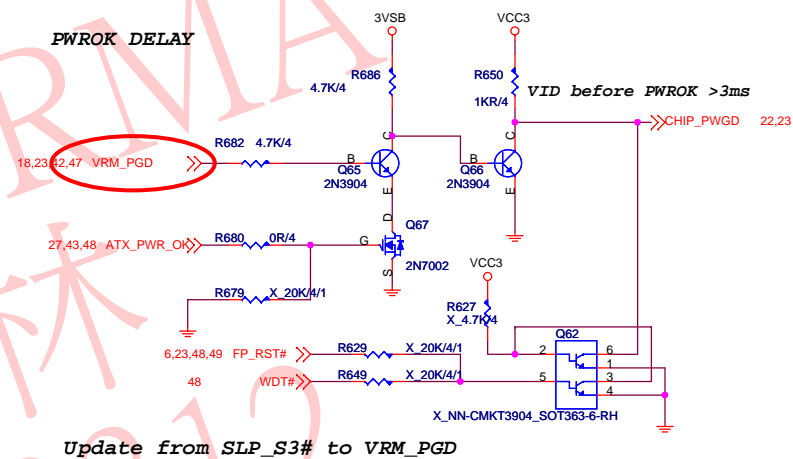 PWROK DELAY
3VSB
VCC3
R686
4.7K/4
R650
1KR/4
VID before PWROK >3ms
CHIP_PWGD 22,23
R682 4.7K/4
18,23,42,47 VRM_PGD
B
C
E
Q65
2N3904
B
C
E
Q66
2N3904
D
Q67
G
S
2N7002
27,43,48 ATX_PWR_OK
R680 0R/4
R679 X_20K/4/1
VCC3
R627
X_4.7K/4
Q62
6,23,48,49 FP_RST#
R629 X_20K/4/1
48 WDT#
R649 X_20K/4/1
2
5
6
1
3
4
X_NN-CMKT3904_SOT363-6-RH
Update from SLP_S3# to VRM_PGD
RMA
林
2012